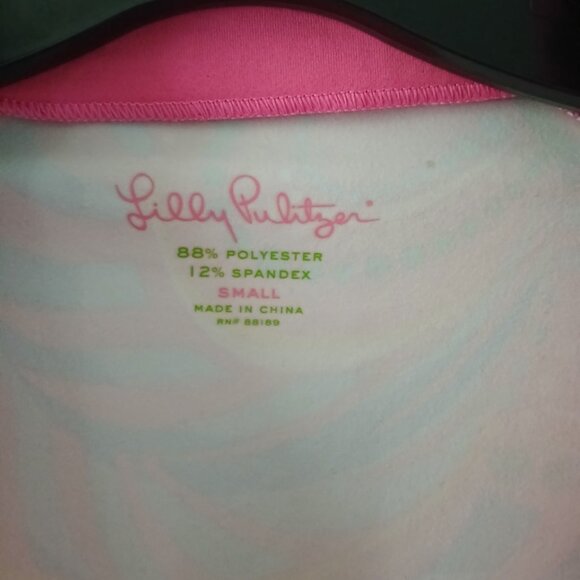 Lilly Pulitzer
88% POLYESTER
12% SPANDEX
SMALL
MADE IN CHINA
RN# 88189